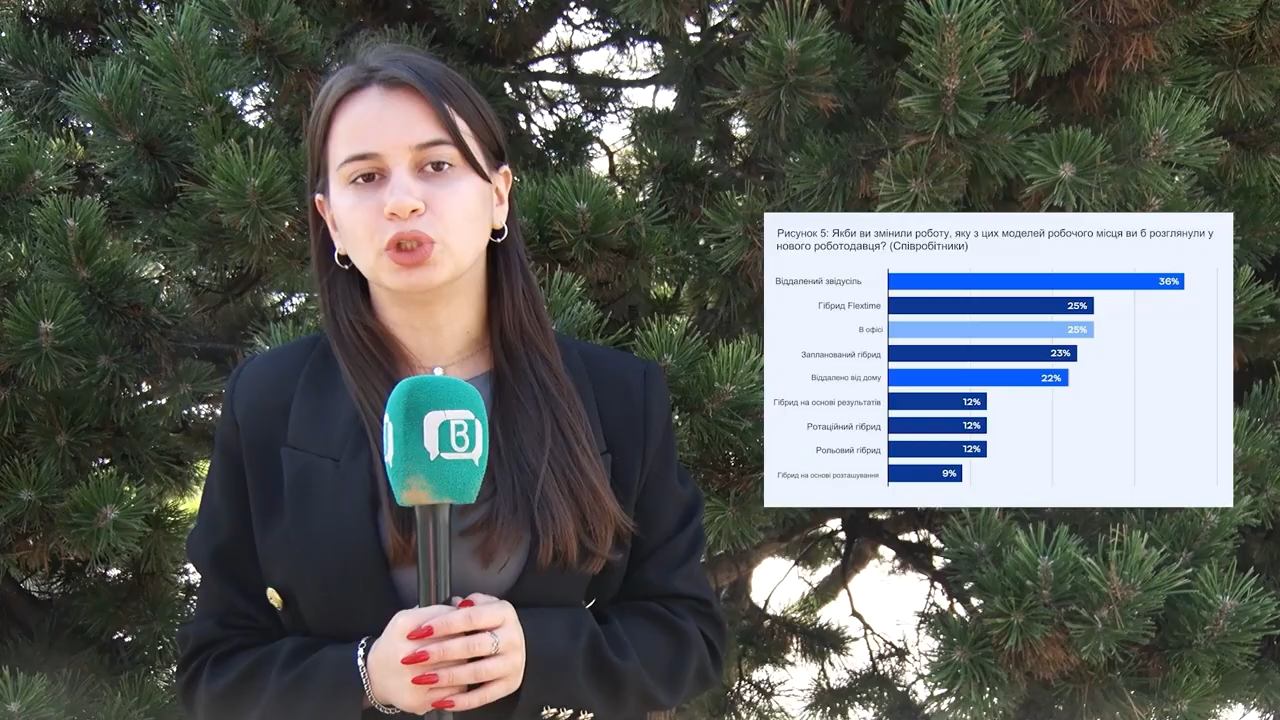 Рисунок 5: Якби ви змінили роботу, яку з цих моделей робочого місця ви б розглянули у
нового роботодавця? (Співробітники)
Віддалений звідусіль 36%
Гібрид Flextime 25%
В офісі 25%
Запланований гібрид 23%
Віддалено від дому 22%
Гібрид на основі результатів 12%
Ротаційний гібрид 12%
Рольовий гібрид 12%
Гібрид на основі розташування 9%
В